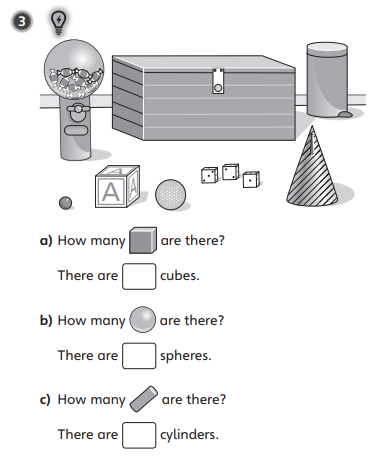 3
A A
a) How many are there?
There are cubes.
b) How many are there?
There are spheres.
c) How many are there?
There are cylinders.